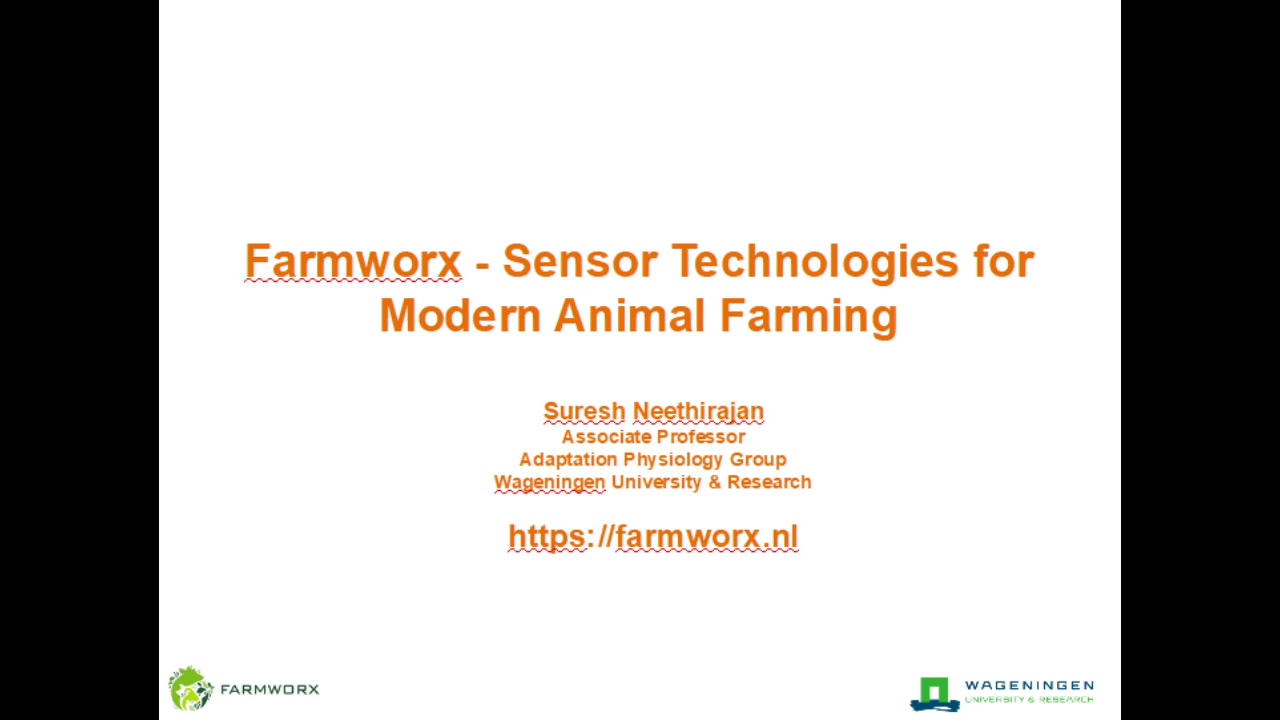 Farmworx - Sensor Technologies for
Modern Animal Farming
Suresh Neethirajan
Associate Professor
Adaptation Physiology Group
Wageningen University & Research
https://farmworx.nl
FARMWORX
WAGENINGEN
UNIVERSITY & RESEARCH